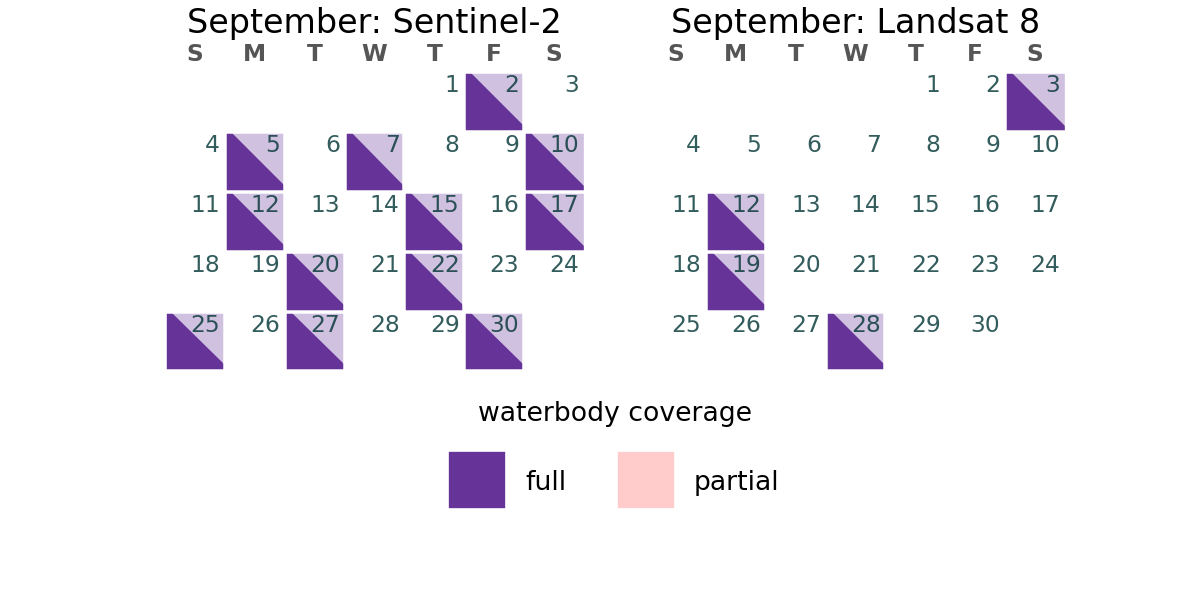 September: Sentinel-2
S M T W T F S
1 2 3
4 5 6 7 8 9 10
11 12 13 14 15 16 17
18 19 20 21 22 23 24
25 26 27 28 29 30
September: Landsat 8
S M T W T F S
1 2 3
4 5 6 7 8 9 10
11 12 13 14 15 16 17
18 19 20 21 22 23 24
25 26 27 28 29 30
waterbody coverage
full
partial